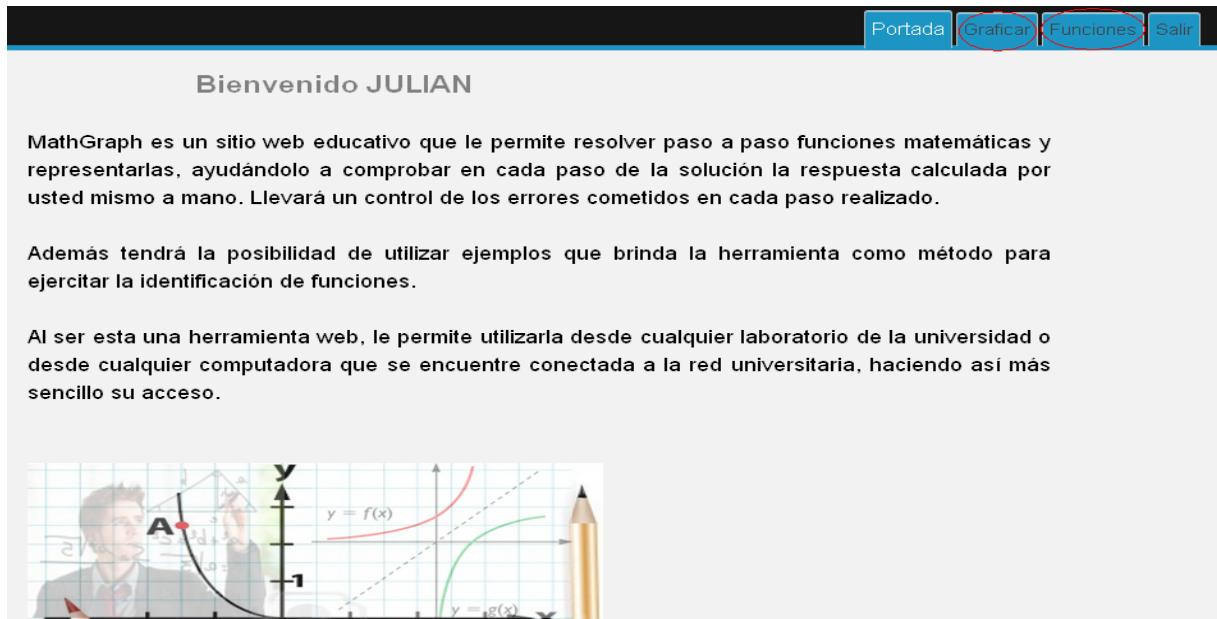 Portada Graficar Funciones Salir
Bienvenido JULIAN
MathGraph es un sitio web educativo que le permite resolver paso a paso funciones matemáticas y
representarlas, ayudándolo a comprobar en cada paso de la solución la respuesta calculada por
usted mismo a mano. Llevará un control de los errores cometidos en cada paso realizado.
Además tendrá la posibilidad de utilizar ejemplos que brinda la herramienta como método para
ejercitar la identificación de funciones.
Al ser esta una herramienta web, le permite utilizarla desde cualquier laboratorio de la universidad o
desde cualquier computadora que se encuentre conectada a la red universitaria, haciendo así más
sencillo su acceso.
y
y = f(x)
A
1
y = g(x)
x